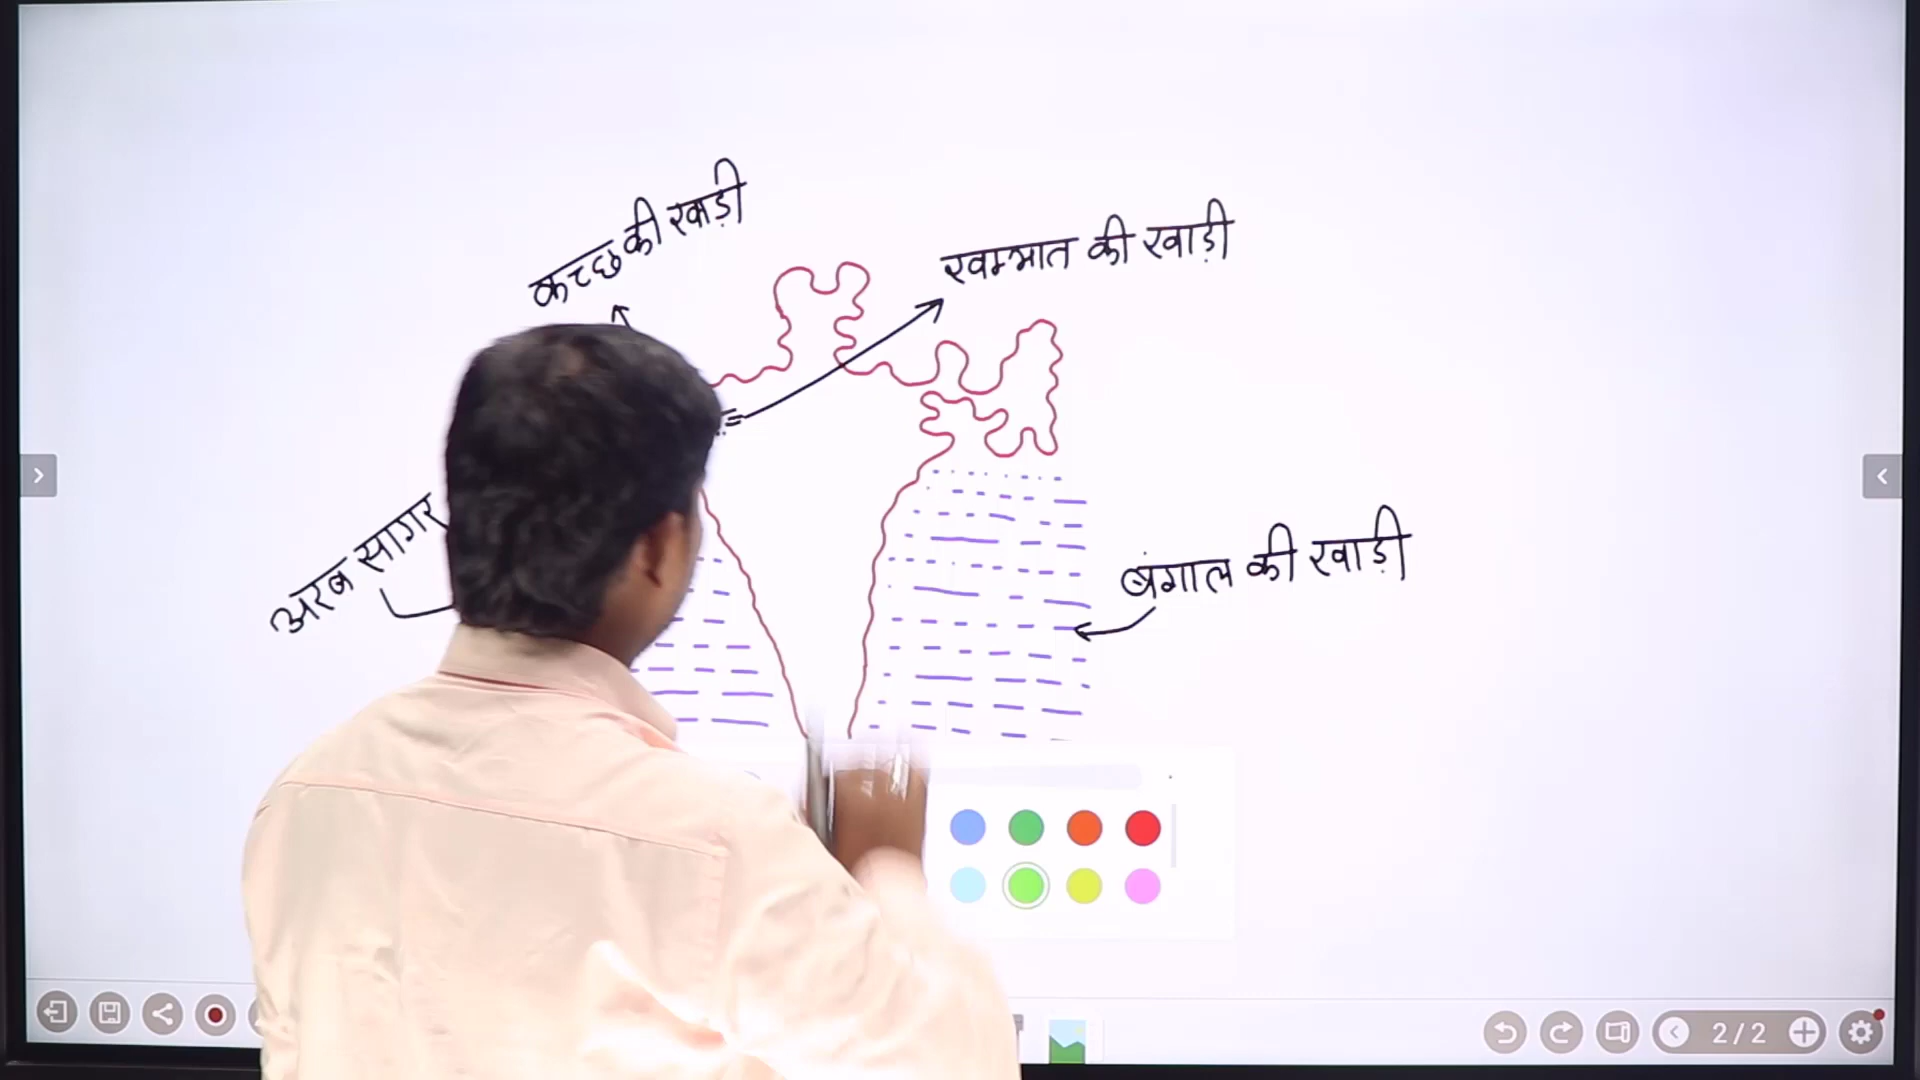 कच्छ की खाड़ी
खम्भात की खाड़ी
अरब सागर
बंगाल की खाड़ी
2/2